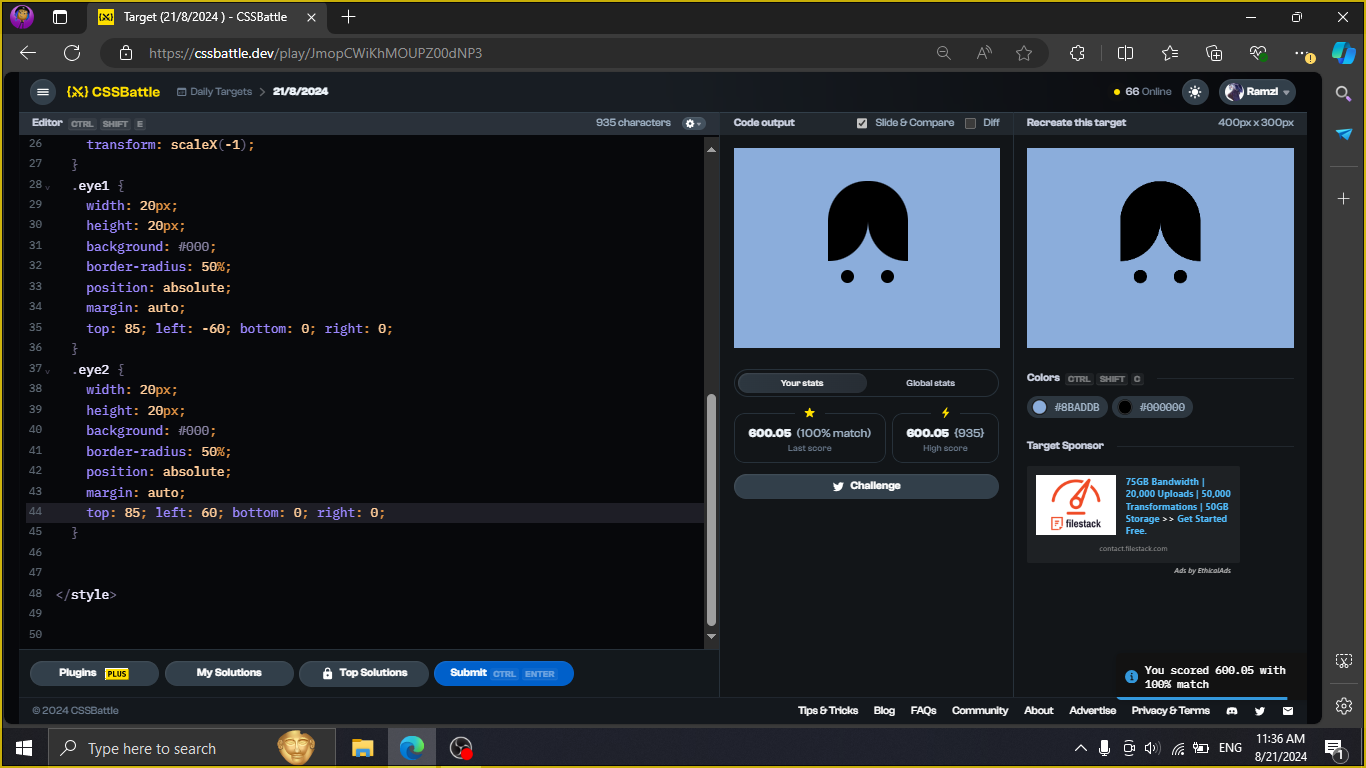 Target (21/8/2024 ) - CSSBattle
https://cssbattle.dev/play/JmopCWiKhMOUPZ00dNP3
{X} CSSBattle
Daily Targets > 21/8/2024
66 Online
Ramzi
Editor CTRL SHIFT E
935 characters
26 transform: scaleX(-1);
27 }
28 .eye1 {
29 width: 20px;
30 height: 20px;
31 background: #000;
32 border-radius: 50%;
33 position: absolute;
34 margin: auto;
35 top: 85; left: -60; bottom: 0; right: 0;
36 }
37 .eye2 {
38 width: 20px;
39 height: 20px;
40 background: #000;
41 border-radius: 50%;
42 position: absolute;
43 margin: auto;
44 top: 85; left: 60; bottom: 0; right: 0;
45 }
46
47
48 </style>
49
50
Plugins PLUS
My Solutions
Top Solutions
Submit CTRL ENTER
Code output
Slide & Compare
Diff
Your stats
Global stats
600.05 (100% match)
Last score
600.05 {935}
High score
Challenge
Recreate this target
400px x 300px
Colors CTRL SHIFT C
#8BADDB
#000000
Target Sponsor
filestack
75GB Bandwidth |
20,000 Uploads | 50,000
Transformations | 50GB
Storage >> Get Started
Free.
contact.filestack.com
Ads by EthicalAds
You scored 600.05 with
100% match
© 2024 CSSBattle
Tips & Tricks
Blog
FAQs
Community
About
Advertise
Privacy & Terms
Type here to search
ENG
11:36 AM
8/21/2024
1